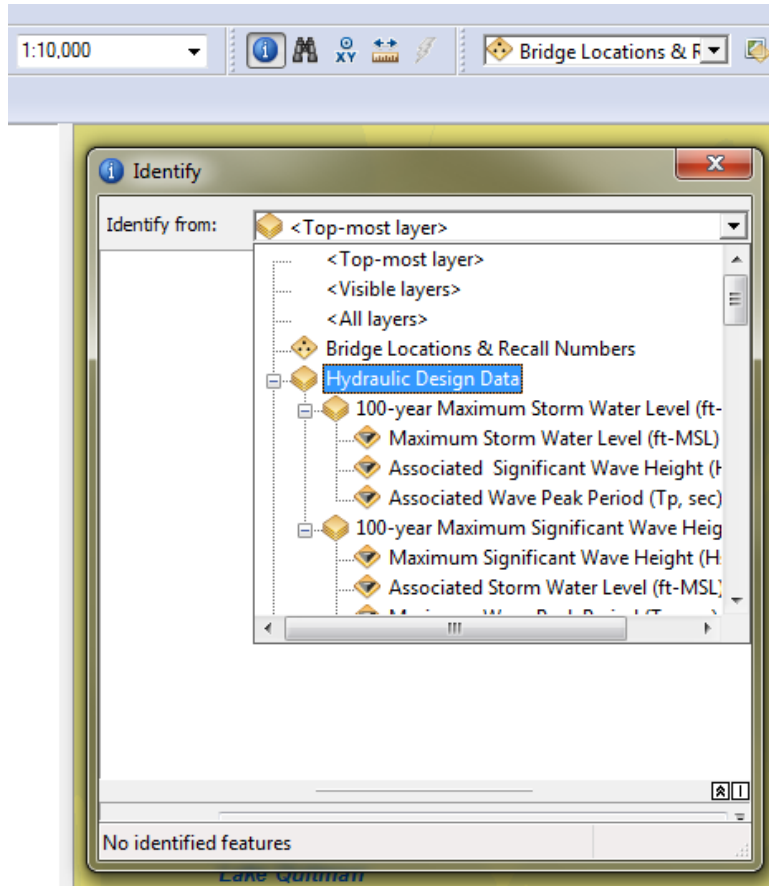 1:10,000
XY
Bridge Locations & R
Identify
Identify from:
<Top-most layer>
<Top-most layer>
<Visible layers>
<All layers>
Bridge Locations & Recall Numbers
Hydraulic Design Data
100-year Maximum Storm Water Level (ft-
Maximum Storm Water Level (ft-MSL)
Associated Significant Wave Height (H
Associated Wave Peak Period (Tp, sec)
100-year Maximum Significant Wave Heig
Maximum Significant Wave Height (H
Associated Storm Water Level (ft-MSL)
No identified features
Lake Quitman